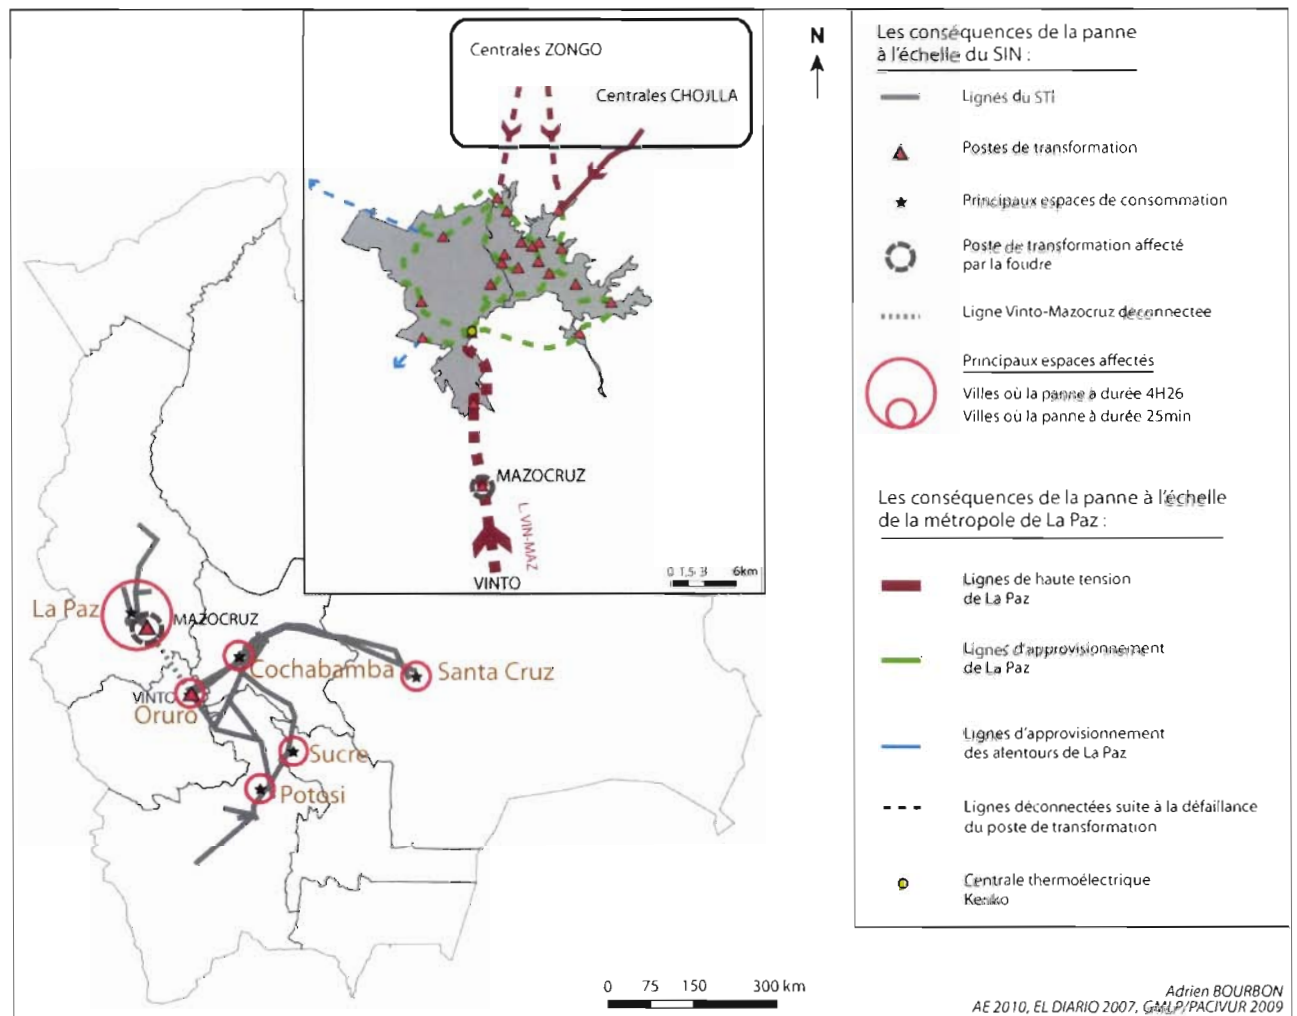 Centrales ZONGO
Centrales CHOJLLA
N
MAZOCRUZ
L. VIN-MAZ
VINTO
0 1,5 3 6km
La Paz
MAZOCRUZ
Cochabamba
Santa Cruz
VINTO
Oruro
Sucre
Potosi
0 75 150 300 km
Les conséquences de la panne
à l'échelle du SIN :
Lignes du STI
Postes de transformation
Principaux espaces de consommation
Poste de transformation affecté
par la foudre
Ligne Vinto-Mazocruz déconnectee
Principaux espaces affectés
Villes où la panne à durée 4H26
Villes où la panne à durée 25min
Les conséquences de la panne à l'échelle
de la métropole de La Paz :
Lignes de haute tension
de La Paz
Lignes d'approvisionnement
de La Paz
Lignes d'approvisionnement
des alentours de La Paz
Lignes déconnectées suite à la défaillance
du poste de transformation
Centrale thermoélectrique
Keniko
Adrien BOURBON
AE 2010, EL DIARIO 2007, GMLP/PACIVUR 2009